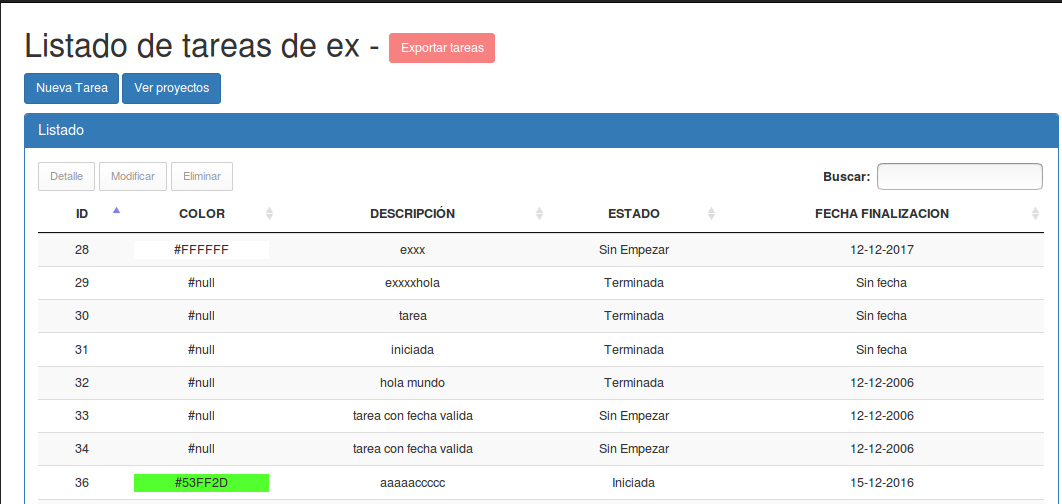 Listado de tareas de ex - Exportar tareas
Nueva Tarea Ver proyectos
Listado
Detalle Modificar Eliminar Buscar:
ID COLOR DESCRIPCIÓN ESTADO FECHA FINALIZACION
28 #FFFFFF exxx Sin Empezar 12-12-2017
29 #null exxxxhola Terminada Sin fecha
30 #null tarea Terminada Sin fecha
31 #null iniciada Terminada Sin fecha
32 #null hola mundo Terminada 12-12-2006
33 #null tarea con fecha valida Sin Empezar 12-12-2006
34 #null tarea con fecha valida Sin Empezar 12-12-2006
36 #53FF2D aaaaaccccc Iniciada 15-12-2016